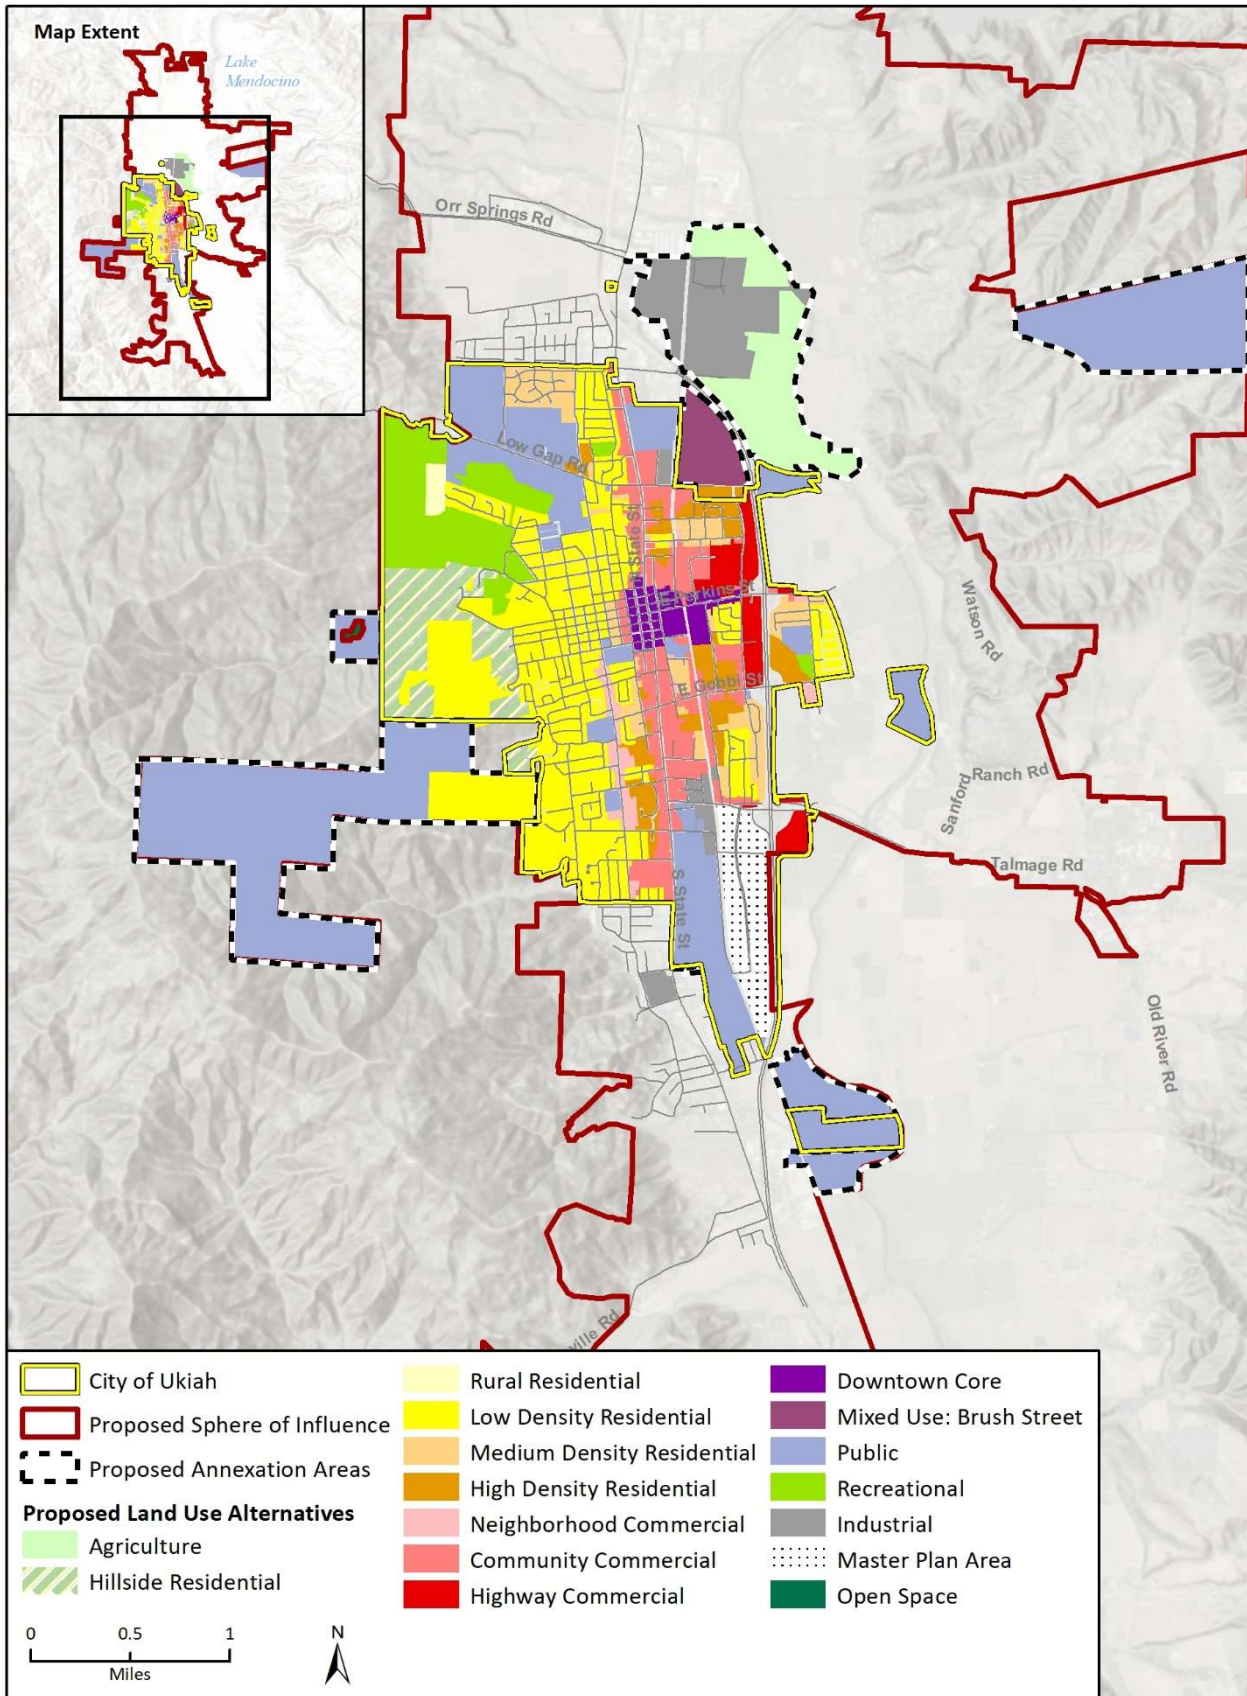 Map Extent
Lake
Mendocino
Orr Springs Rd
Low Gap Rd
N State St
E Perkins St
Watson Rd
E Gobbi St
Sanford
Ranch Rd
Talmage Rd
S State St
Old River Rd
ville Rd
City of Ukiah
Proposed Sphere of Influence
Proposed Annexation Areas
Proposed Land Use Alternatives
Agriculture
Hillside Residential
Rural Residential
Low Density Residential
Medium Density Residential
High Density Residential
Neighborhood Commercial
Community Commercial
Highway Commercial
Downtown Core
Mixed Use: Brush Street
Public
Recreational
Industrial
Master Plan Area
Open Space
0 0.5 1
Miles
N